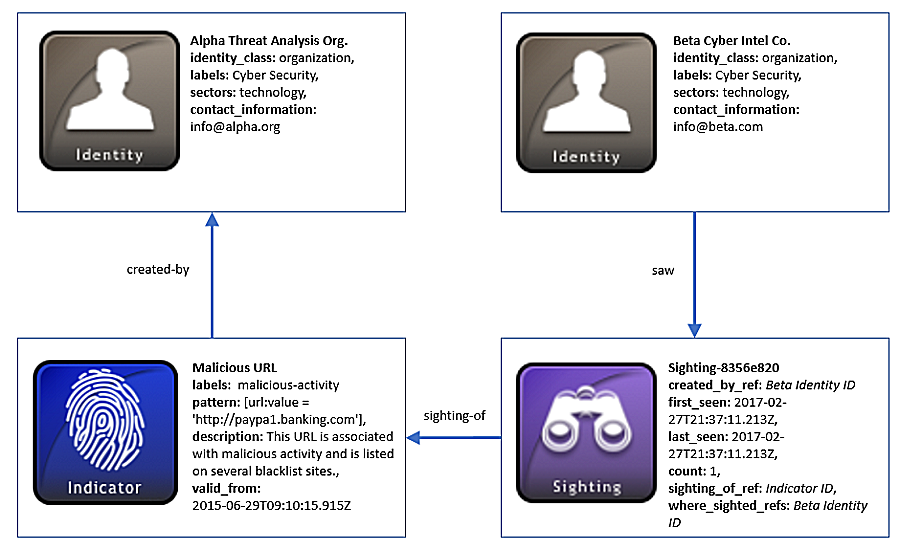 Identity
Alpha Threat Analysis Org.
identity_class: organization,
labels: Cyber Security,
sectors: technology,
contact_information:
info@alpha.org
Identity
Beta Cyber Intel Co.
identity_class: organization,
labels: Cyber Security,
sectors: technology,
contact_information:
info@beta.com
created-by
saw
Indicator
Malicious URL
labels: malicious-activity
pattern: [url:value =
'http://paypa1.banking.com'],
description: This URL is associated
with malicious activity and is listed
on several blacklist sites.,
valid_from:
2015-06-29T09:10:15.915Z
sighting-of
Sighting
Sighting-8356e820
created_by_ref: Beta Identity ID
first_seen: 2017-02-
27T21:37:11.213Z,
last_seen: 2017-02-
27T21:37:11.213Z,
count: 1,
sighting_of_ref: Indicator ID,
where_sighted_refs: Beta Identity
ID